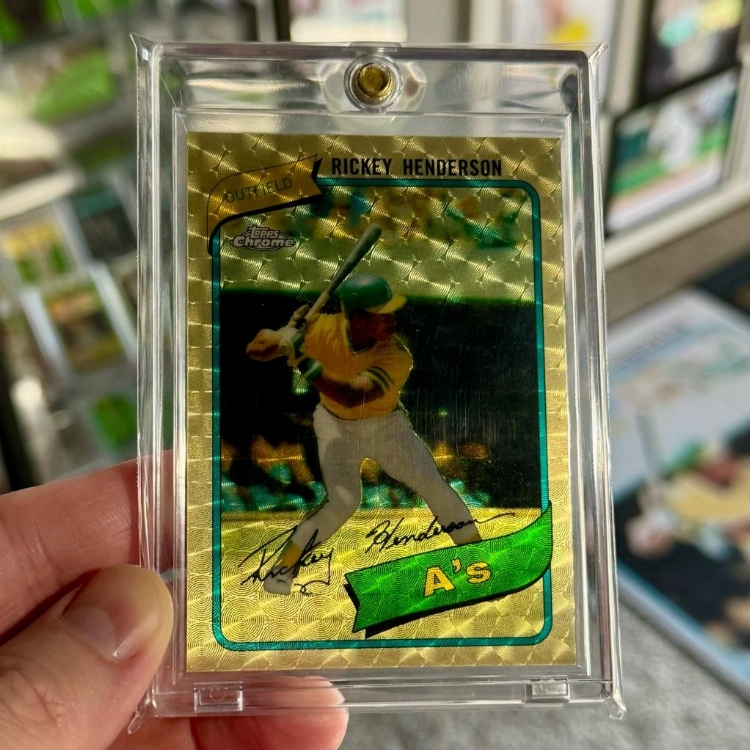 RICKEY HENDERSON
OUTFIELD
Topps
Chrome
Rickey Henderson
A's